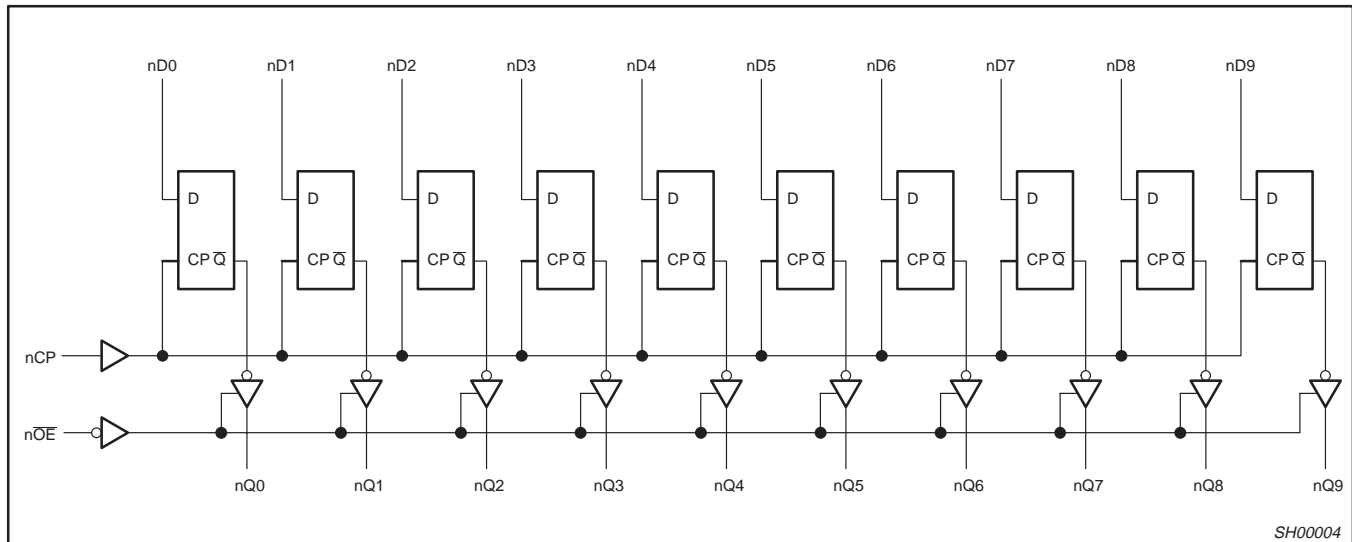 nD0 nD1 nD2 nD3 nD4 nD5 nD6 nD7 nD8 nD9
D D D D D D D D D D
CP Q̅ CP Q̅ CP Q̅ CP Q̅ CP Q̅ CP Q̅ CP Q̅ CP Q̅ CP Q̅ CP Q̅
nCP
nO̅E̅
nQ0 nQ1 nQ2 nQ3 nQ4 nQ5 nQ6 nQ7 nQ8 nQ9
SH00004